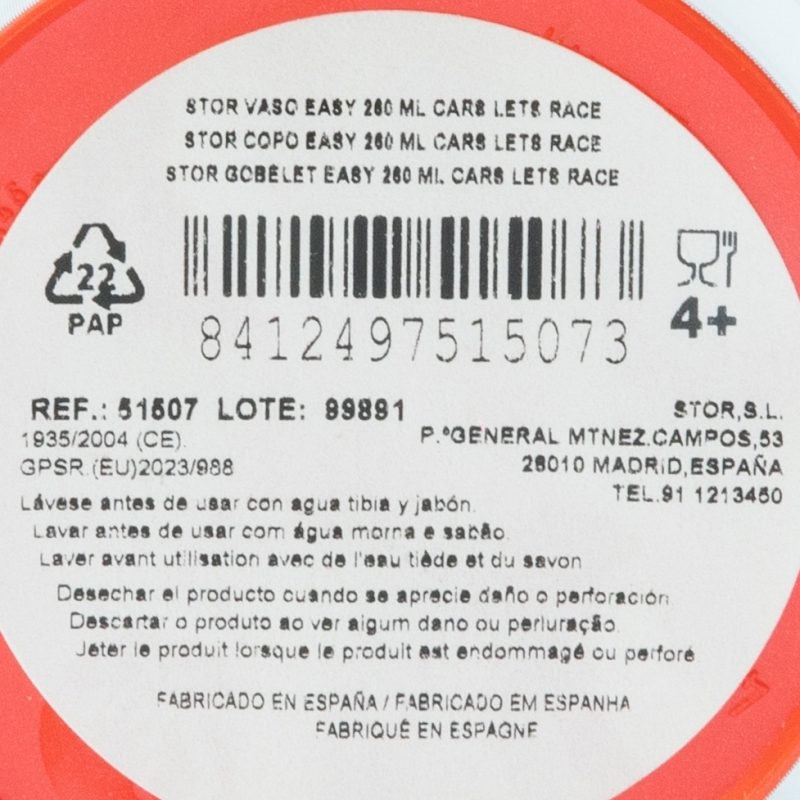 STOR VASO EASY 260 ML CARS LETS RACE
STOR COPO EASY 260 ML CARS LETS RACE
STOR GOBELET EASY 260 ML CARS LETS RACE
22
PAP
8412497515073
4+
REF.: 51507 LOTE: 99891
1935/2004 (CE).
GPSR.(EU)2023/988
STOR,S.L.
P.ºGENERAL MTNEZ.CAMPOS,53
28010 MADRID,ESPAÑA
TEL.91 1213450
Lávese antes de usar con agua tibia y jabón.
Lavar antes de usar com água morna e sabão.
Laver avant utilisation avec de l'eau tiède et du savon
Desechar el producto cuando se aprecie daño o perforación.
Descartar o produto ao ver algum dano ou perfuração.
Jeter le produit lorsque le produit est endommagé ou perforé
FABRICADO EN ESPAÑA / FABRICADO EM ESPANHA
FABRIQUÉ EN ESPAGNE